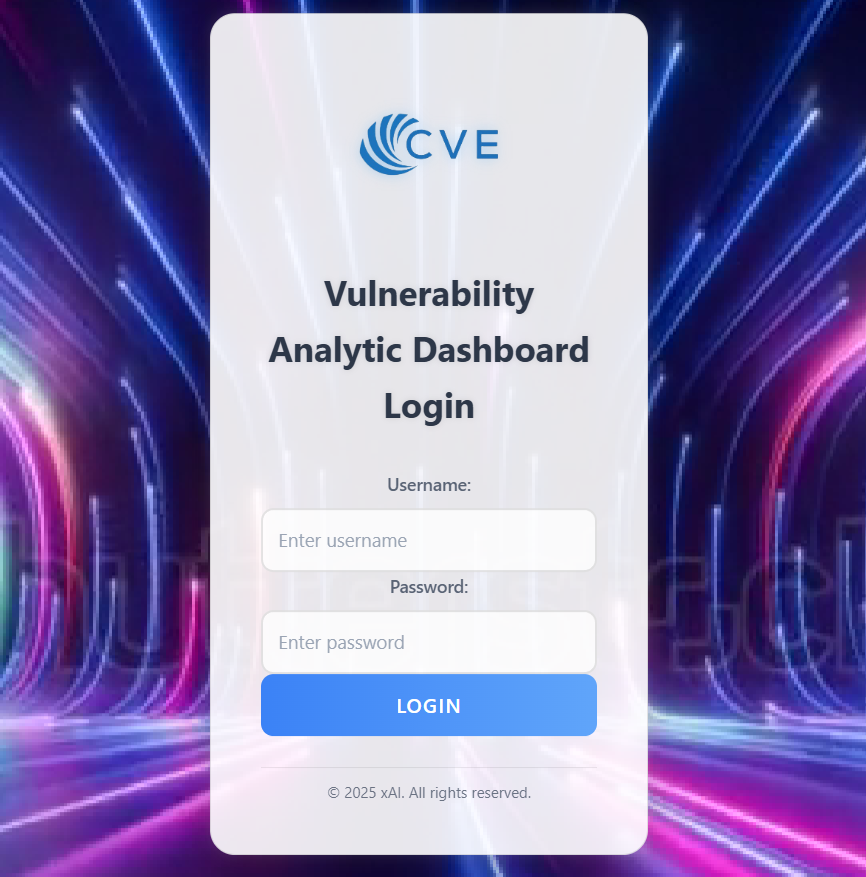 CVE
Vulnerability
Analytic Dashboard
Login
Username:
Enter username
Password:
Enter password
LOGIN
© 2025 xAI. All rights reserved.